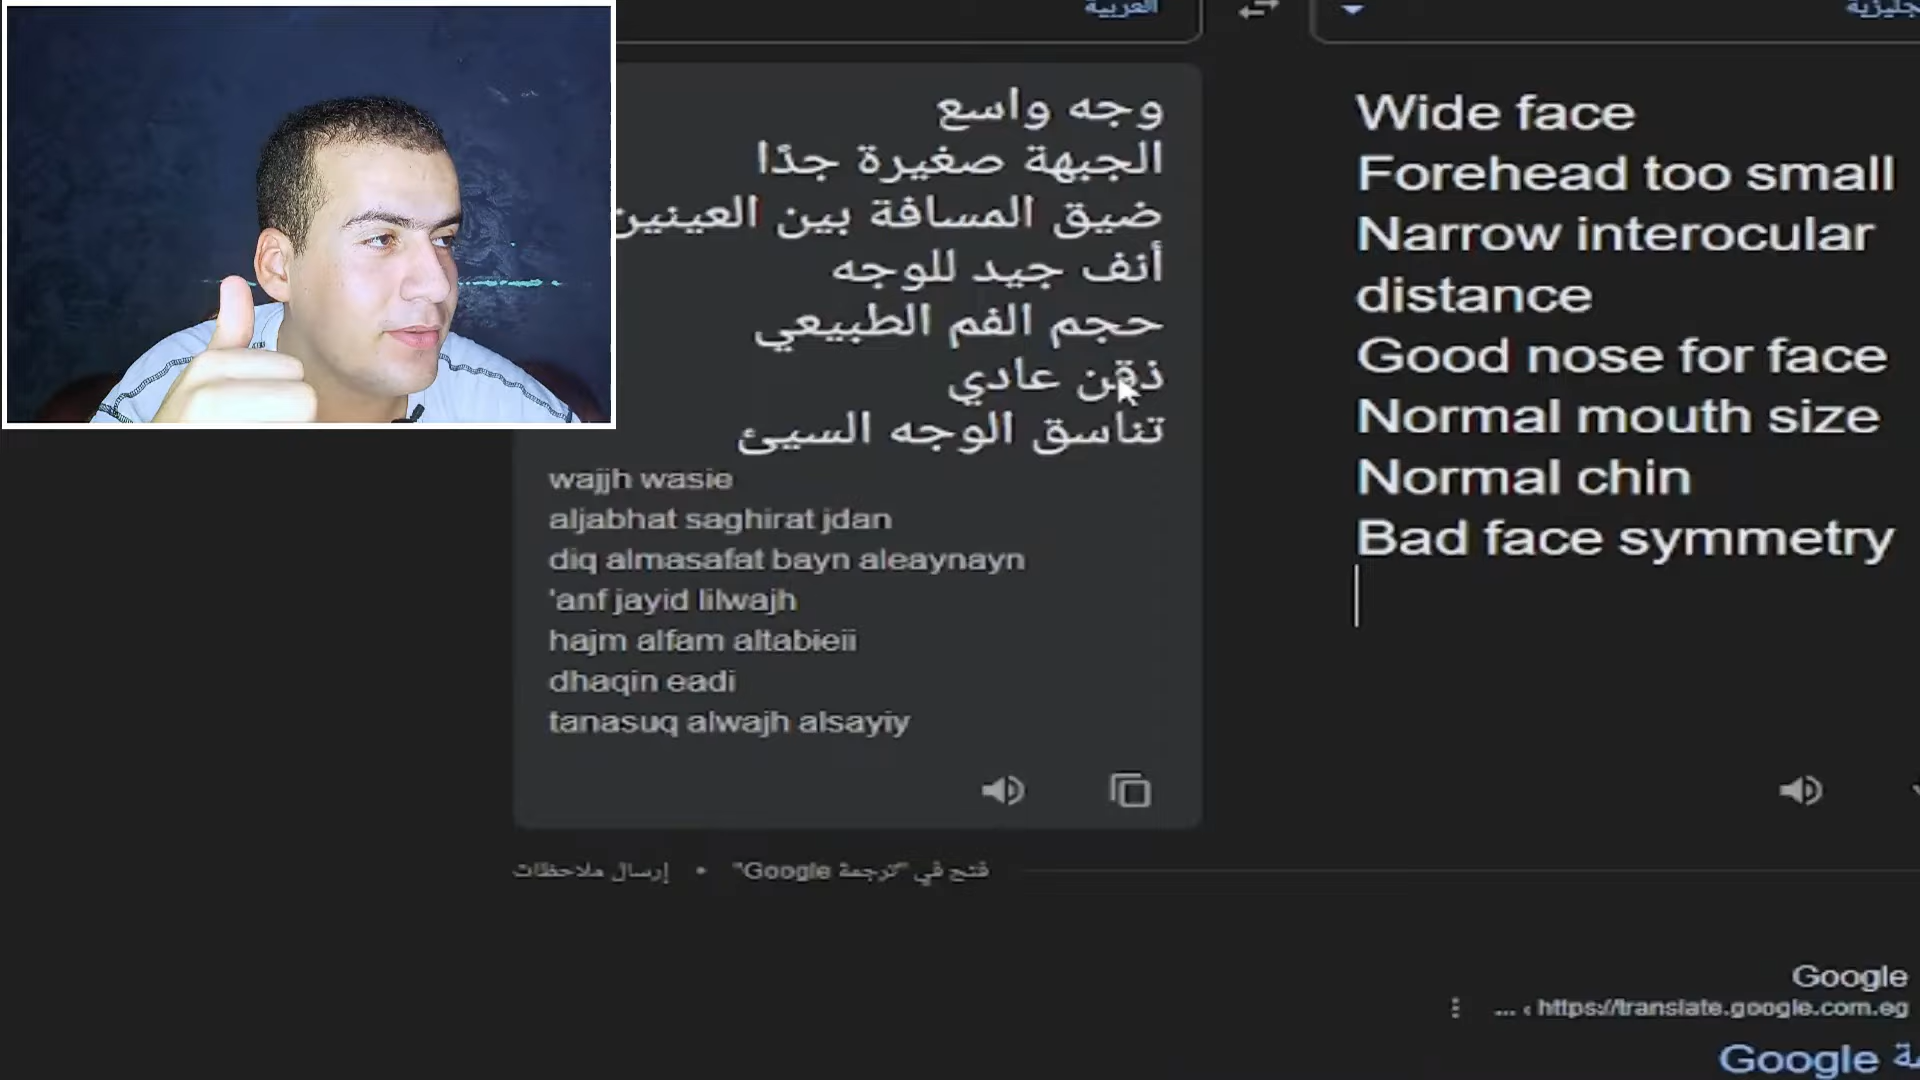 العربية
وجه واسع
الجبهة صغيرة جدًا
ضيق المسافة بين العينين
أنف جيد للوجه
حجم الفم الطبيعي
ذقن عادي
تناسق الوجه السيئ
wajjh wasie
aljabhat saghirat jdan
diq almasafat bayn aleaynayn
'anf jayid lilwajh
hajm alfam altabieii
dhaqin eadi
tanasuq alwajh alsayiy
Wide face
Forehead too small
Narrow interocular
distance
Good nose for face
Normal mouth size
Normal chin
Bad face symmetry
فتح في "ترجمة Google" • إرسال ملاحظات
Google
https://translate.google.com.eg › ...
Google